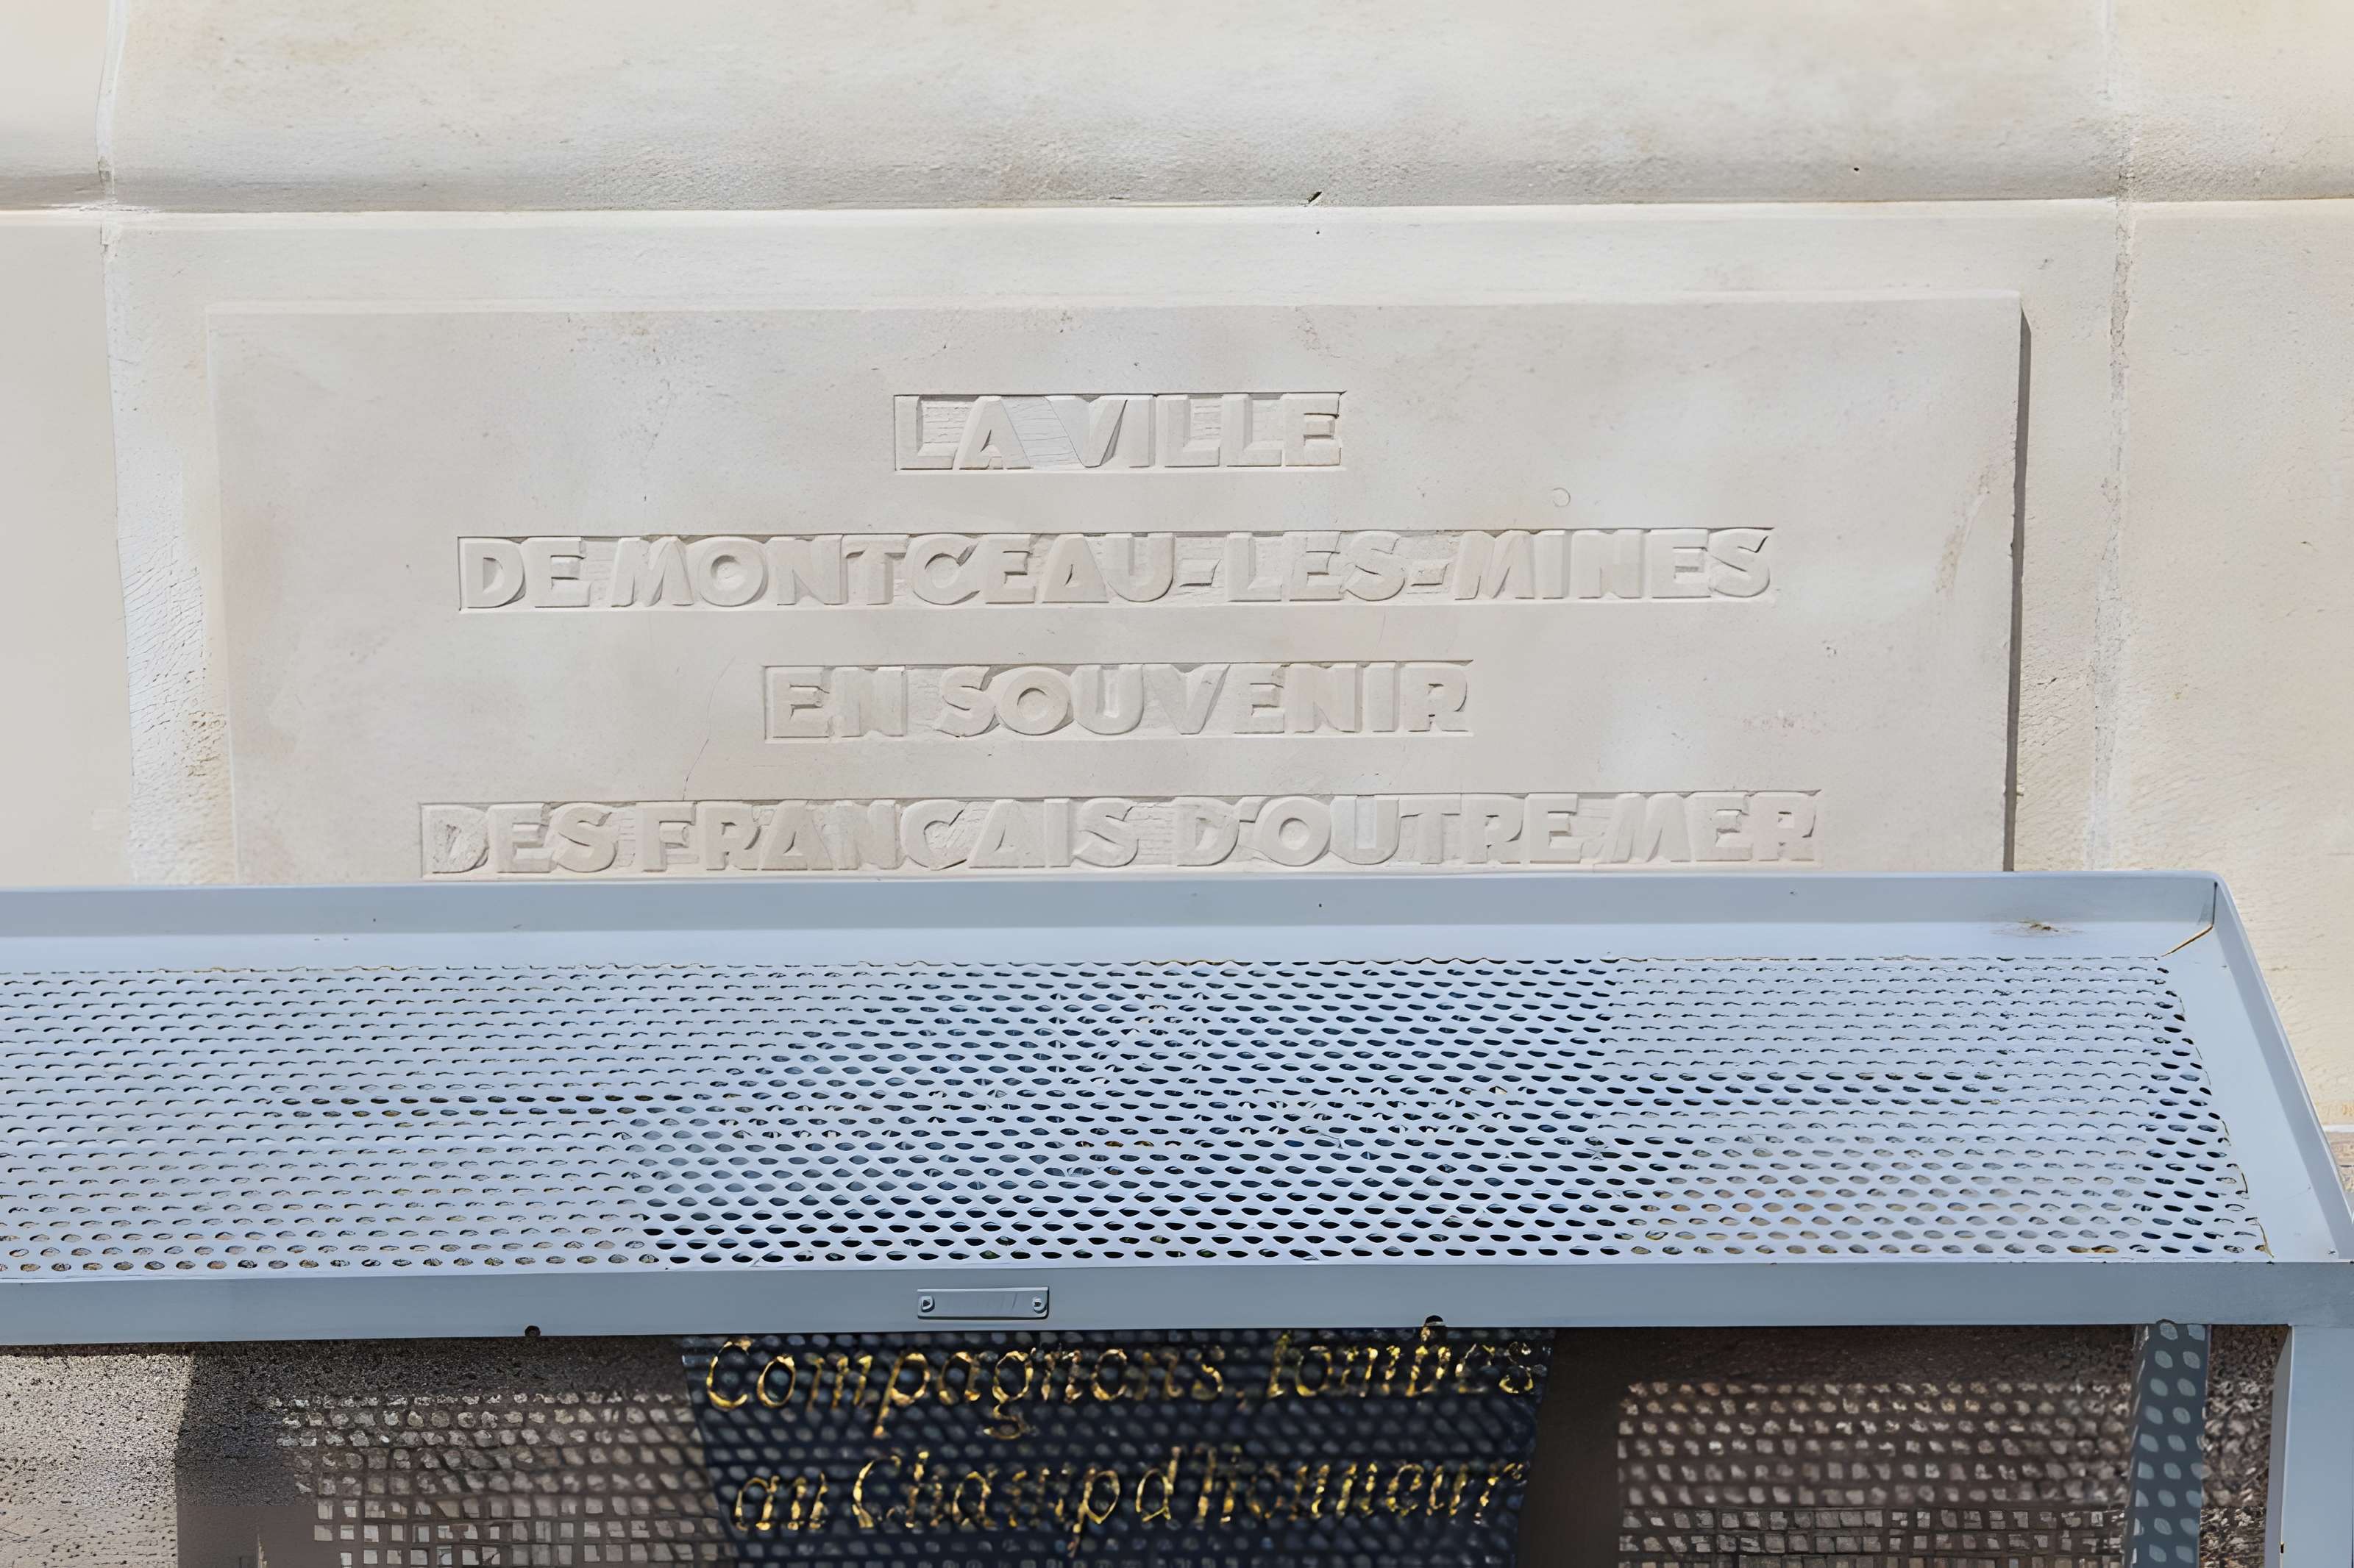 LA VILLE
DE MONTCEAU-LES-MINES
EN SOUVENIR
DES FRANCAIS D'OUTRE MER
Compagnons, tombés
au Champ d'Honneur